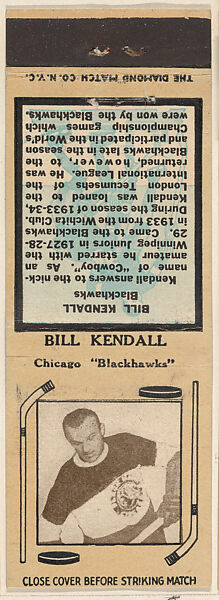 THE DIAMOND MATCH CO. N.Y.C.
BILL KENDALL
Blackhawks
Kendall answers to the nick-
name of "Cowboy". As an
amateur he starred with the
Winnipeg Juniors in 1927-28-
29. Came to the Blackhawks
in 1933 from the Wichita Club.
During the season of 1933-34
Kendall was loaned to the
London Tecumsehs of the
International League. He was
returned, however, to the
Blackhawks late in the season
and participated in the World's
Championship games which
were won by the Blackhawks.
BILL KENDALL
Chicago "Blackhawks"
CLOSE COVER BEFORE STRIKING MATCH